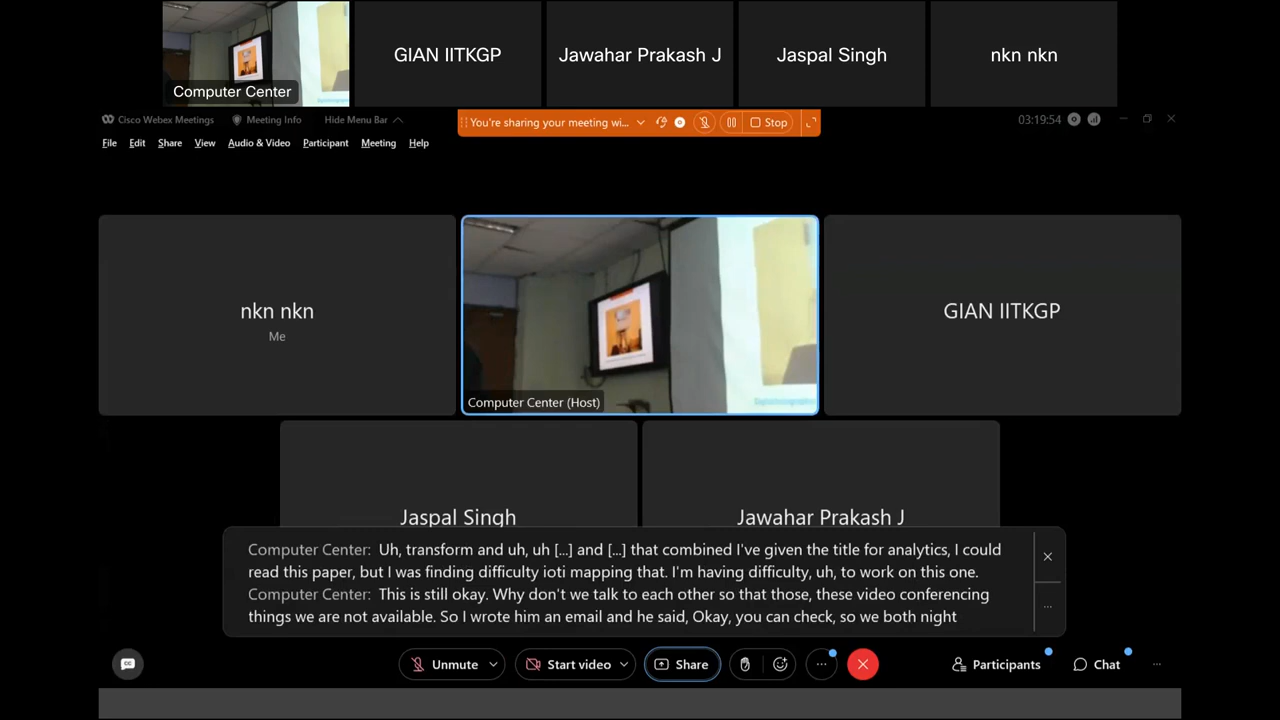 Computer Center
GIAN IITKGP
Jawahar Prakash J
Jaspal Singh
nkn nkn
Cisco Webex Meetings
Meeting Info
Hide Menu Bar
You're sharing your meeting wi...
Stop
03:19:54
File Edit Share View Audio & Video Participant Meeting Help
nkn nkn
Me
Computer Center (Host)
GIAN IITKGP
Jaspal Singh
Jawahar Prakash J
Computer Center: Uh, transform and uh, uh [...] and [...] that combined I've given the title for analytics, I could
read this paper, but I was finding difficulty ioti mapping that. I'm having difficulty, uh, to work on this one.
Computer Center: This is still okay. Why don't we talk to each other so that those, these video conferencing
things we are not available. So I wrote him an email and he said, Okay, you can check, so we both night
CC
Unmute
Start video
Share
Participants
Chat